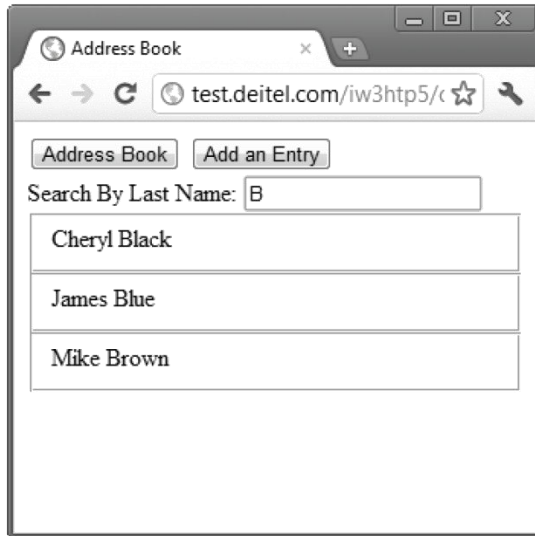 Address Book
test.deitel.com/iw3htp5/c
Address Book Add an Entry
Search By Last Name: B
Cheryl Black
James Blue
Mike Brown